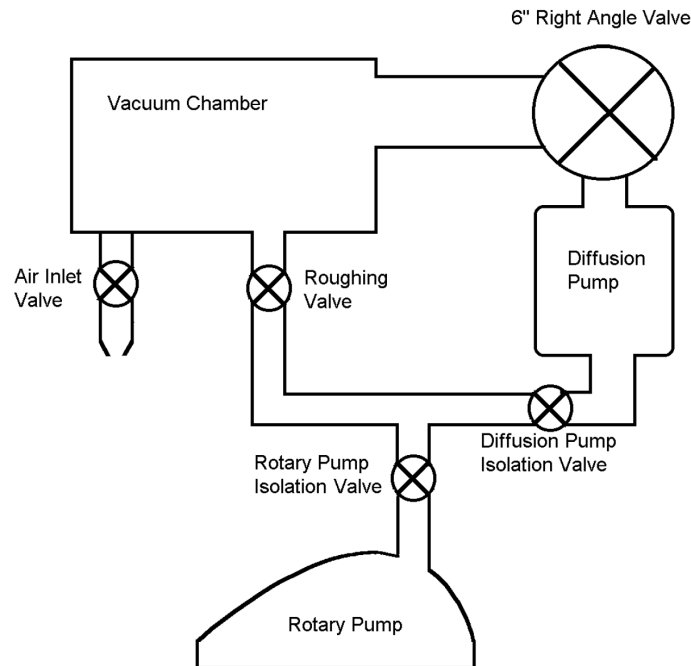 6" Right Angle Valve
Vacuum Chamber
Air Inlet
Valve
Roughing
Valve
Diffusion
Pump
Rotary Pump
Isolation Valve
Diffusion Pump
Isolation Valve
Rotary Pump